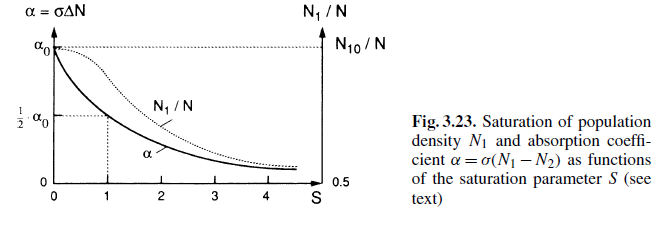 α = σΔN
N₁ / N
α₀
N₁₀ / N
½ α₀
N₁ / N
α
0
0.5
0 1 2 3 4 S
Fig. 3.23. Saturation of population
density N₁ and absorption coeffi-
cient α = σ(N₁ − N₂) as functions
of the saturation parameter S (see
text)